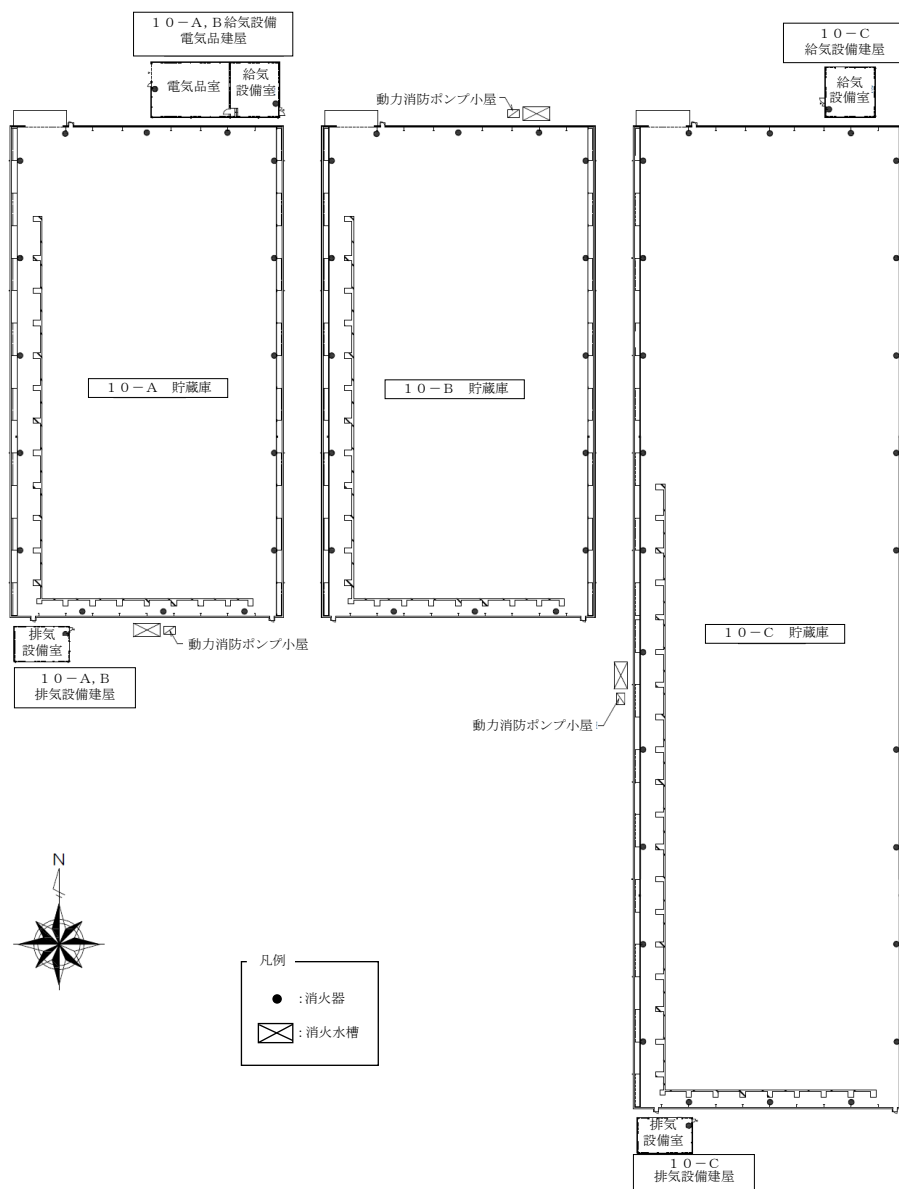 １０－Ａ,Ｂ給気設備
電気品建屋
電気品室
給気
設備室
動力消防ポンプ小屋
１０－Ｃ
給気設備建屋
給気
設備室
１０－Ａ　貯蔵庫
１０－Ｂ　貯蔵庫
１０－Ｃ　貯蔵庫
排気
設備室
動力消防ポンプ小屋
１０－Ａ,Ｂ
排気設備建屋
動力消防ポンプ小屋
N
凡例
：消火器
：消火水槽
排気
設備室
１０－Ｃ
排気設備建屋